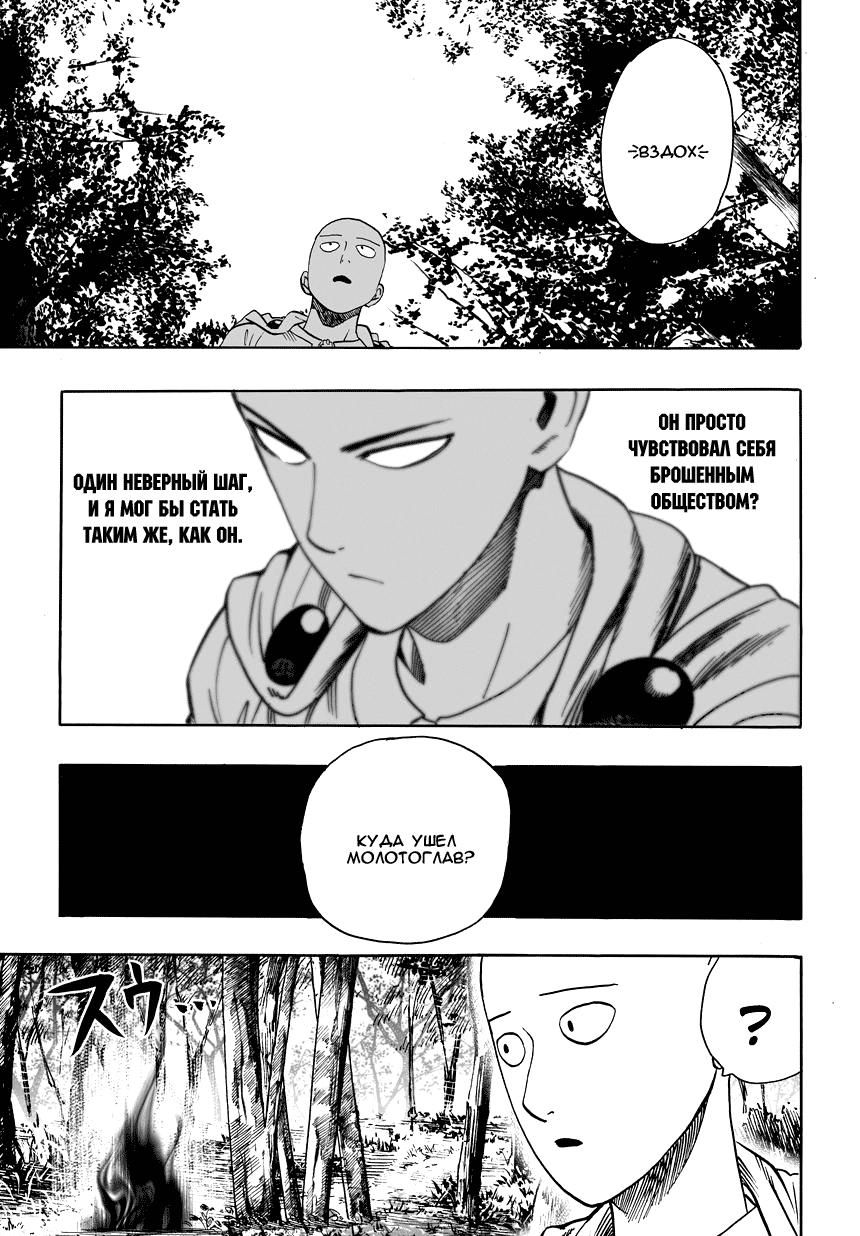 ВЗДОХ
ОН ПРОСТО
ЧУВСТВОВАЛ СЕБЯ
БРОШЕННЫМ
ОБЩЕСТВОМ?
ОДИН НЕВЕРНЫЙ ШАГ,
И Я МОГ БЫ СТАТЬ
ТАКИМ ЖЕ, КАК ОН.
КУДА УШЕЛ
МОЛОТОГЛАВ?
?
スゥ...